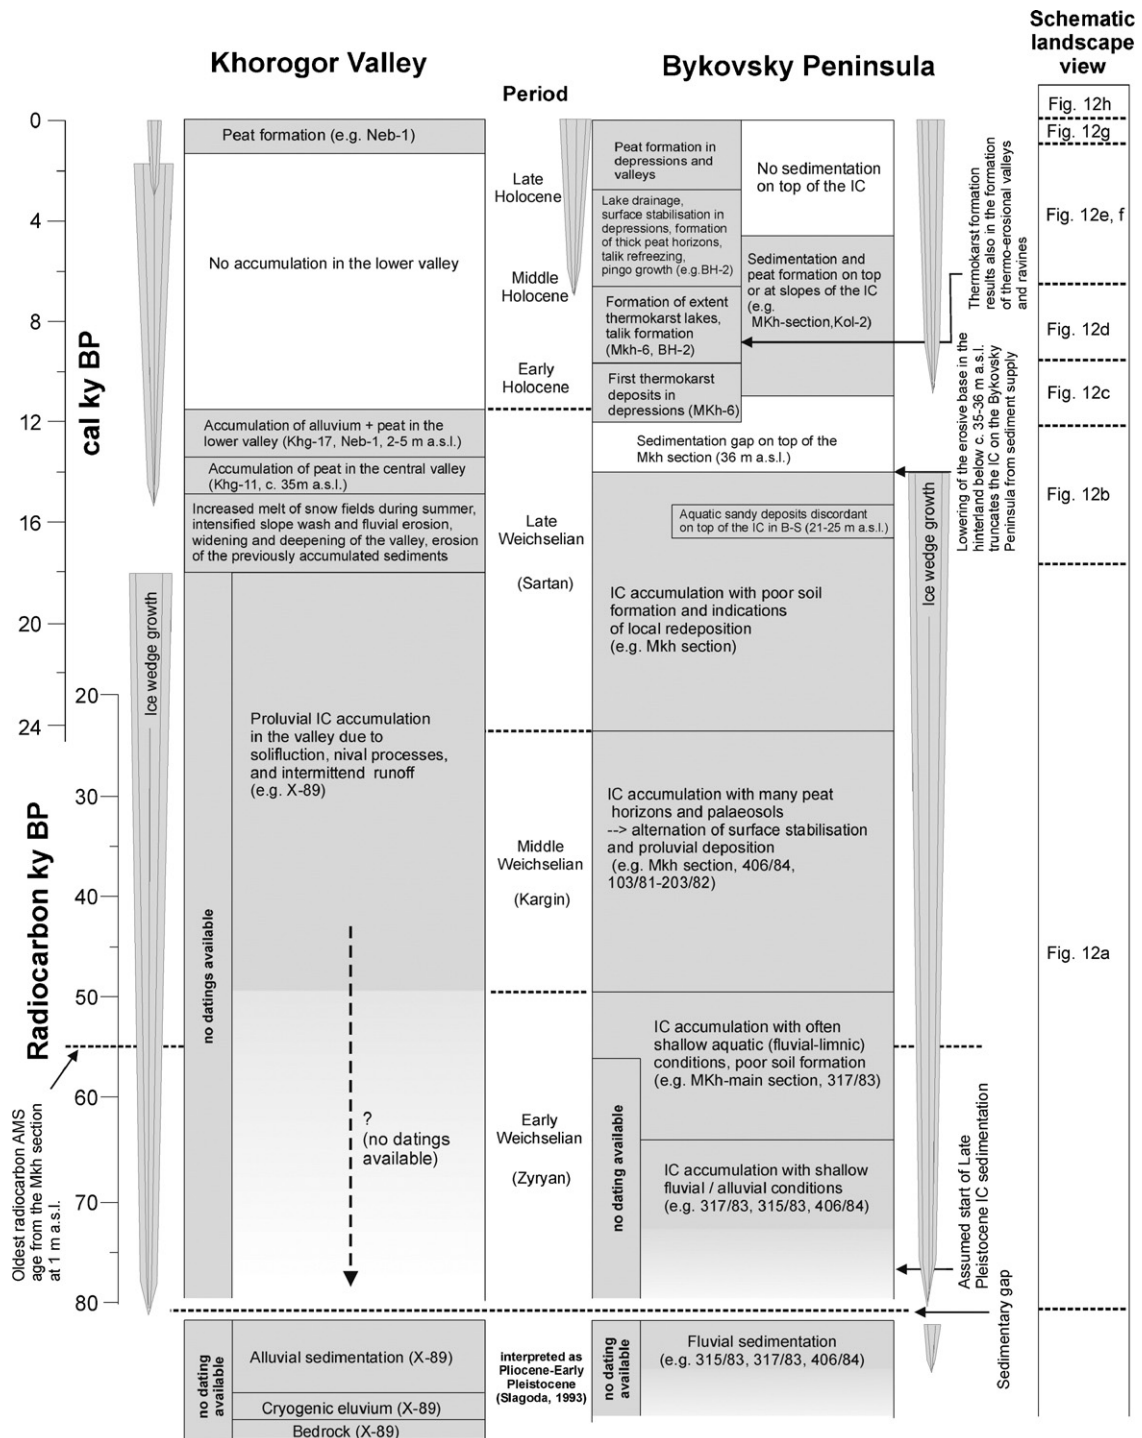 Schematic
landscape
view
Khorogor Valley
Bykovsky Peninsula
Period
cal ky BP
0
4
8
12
16
20
24
Radiocarbon ky BP
20
30
40
50
60
70
80
Oldest radiocarbon AMS
age from the Mkh section
at 1 m a.s.l.
Ice wedge growth
Peat formation (e.g. Neb-1)
No accumulation in the lower valley
Accumulation of alluvium + peat in the
lower valley (Khg-17, Neb-1, 2-5 m a.s.l.)
Accumulation of peat in the central valley
(Khg-11, c. 35m a.s.l.)
Increased melt of snow fields during summer,
intensified slope wash and fluvial erosion,
widening and deepening of the valley, erosion
of the previously accumulated sediments
Proluvial IC accumulation
in the valley due to
solifluction, nival processes,
and intermittend runoff
(e.g. X-89)
no datings available
?
(no datings
available)
no dating
available
Alluvial sedimentation (X-89)
Cryogenic eluvium (X-89)
Bedrock (X-89)
Late
Holocene
Middle
Holocene
Early
Holocene
Late
Weichselian
(Sartan)
Middle
Weichselian
(Kargin)
Early
Weichselian
(Zyryan)
interpreted as
Pliocene-Early
Pleistocene
(Slagoda, 1993)
Peat formation in
depressions and
valleys
No sedimentation
on top of the IC
Lake drainage,
surface stabilisation in
depressions, formation
of thick peat horizons,
talik refreezing,
pingo growth (e.g.BH-2)
Sedimentation and
peat formation on top
or at slopes of the IC
(e.g.
MKh-section,Kol-2)
Formation of extent
thermokarst lakes,
talik formation
(Mkh-6, BH-2)
First thermokarst
deposits in
depressions (MKh-6)
Sedimentation gap on top of the
Mkh section (36 m a.s.l.)
Aquatic sandy deposits discordant
on top of the IC in B-S (21-25 m a.s.l.)
IC accumulation with poor soil
formation and indications
of local redeposition
(e.g. Mkh section)
IC accumulation with many peat
horizons and palaeosols
--> alternation of surface stabilisation
and proluvial deposition
(e.g. Mkh section, 406/84,
103/81-203/82)
IC accumulation with often
shallow aquatic (fluvial-limnic)
conditions, poor soil formation
(e.g. MKh-main section, 317/83)
no dating available
IC accumulation with shallow
fluvial / alluvial conditions
(e.g. 317/83, 315/83, 406/84)
no dating
available
Fluvial sedimentation
(e.g. 315/83, 317/83, 406/84)
Ice wedge growth
Thermokarst formation
results also in the formation
of thermo-erosional valleys
and ravines
Lowering of the erosive base in the
hinterland below c. 35-36 m a.s.l.
truncates the IC on the Bykovsky
Peninsula from sediment supply
Assumed start of Late
Pleistocene IC sedimentation
Sedimentary gap
Fig. 12h
Fig. 12g
Fig. 12e, f
Fig. 12d
Fig. 12c
Fig. 12b
Fig. 12a